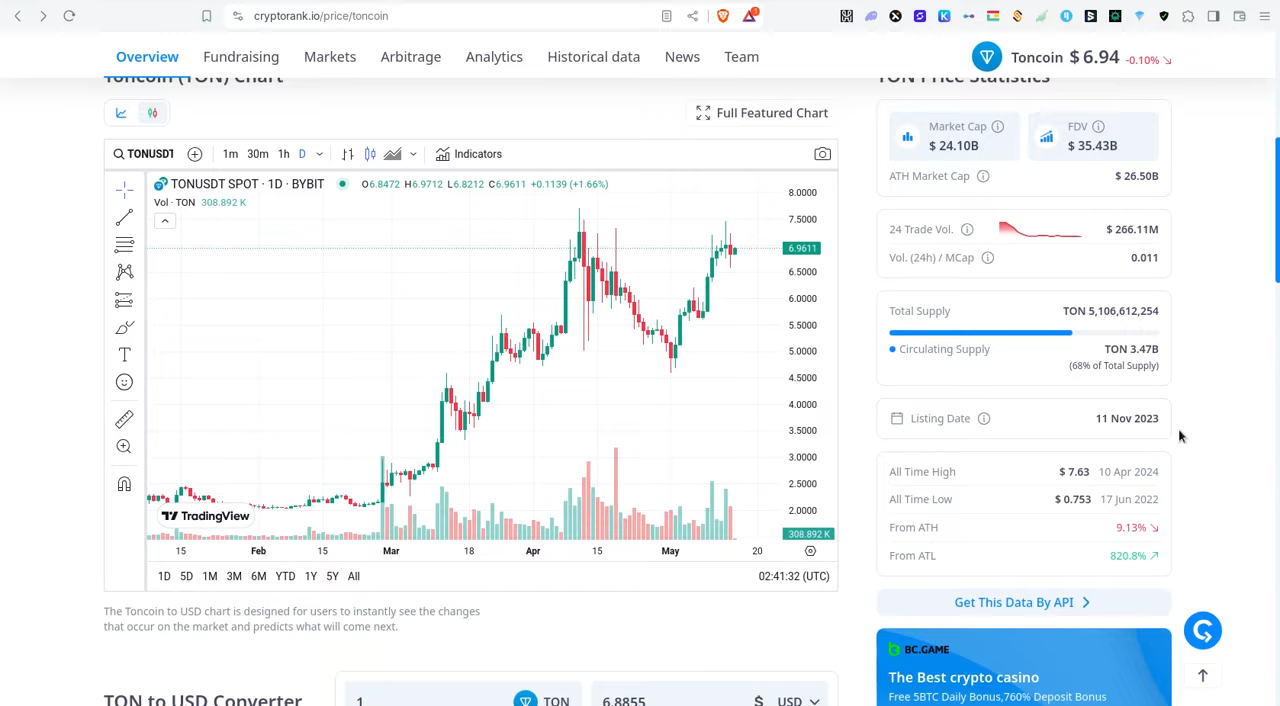 cryptorank.io/price/toncoin
Overview
Fundraising
Markets
Arbitrage
Analytics
Historical data
News
Team
Toncoin $ 6.94 -0.10%
Toncoin (TON) Chart
TON Price Statistics
Full Featured Chart
TONUSDT
1m 30m 1h D
Indicators
TONUSDT SPOT · 1D · BYBIT
O6.8472 H6.9712 L6.8212 C6.9611 +0.1139 (+1.66%)
Vol · TON 308.892 K
8.0000
7.5000
6.9611
6.5000
6.0000
5.5000
5.0000
4.5000
4.0000
3.5000
3.0000
2.5000
2.0000
308.892 K
TradingView
15 Feb 15 Mar 18 Apr 15 May 20
1D 5D 1M 3M 6M YTD 1Y 5Y All
02:41:32 (UTC)
The Toncoin to USD chart is designed for users to instantly see the changes
that occur on the market and predicts what will come next.
TON to USD Converter
1 TON
6.8855 $ USD
Market Cap
$ 24.10B
FDV
$ 35.43B
ATH Market Cap $ 26.50B
24 Trade Vol. $ 266.11M
Vol. (24h) / MCap 0.011
Total Supply TON 5,106,612,254
Circulating Supply TON 3.47B
(68% of Total Supply)
Listing Date 11 Nov 2023
All Time High $ 7.63 10 Apr 2024
All Time Low $ 0.753 17 Jun 2022
From ATH 9.13%
From ATL 820.8%
Get This Data By API
BC.GAME
The Best crypto casino
Free 5BTC Daily Bonus,760% Deposit Bonus